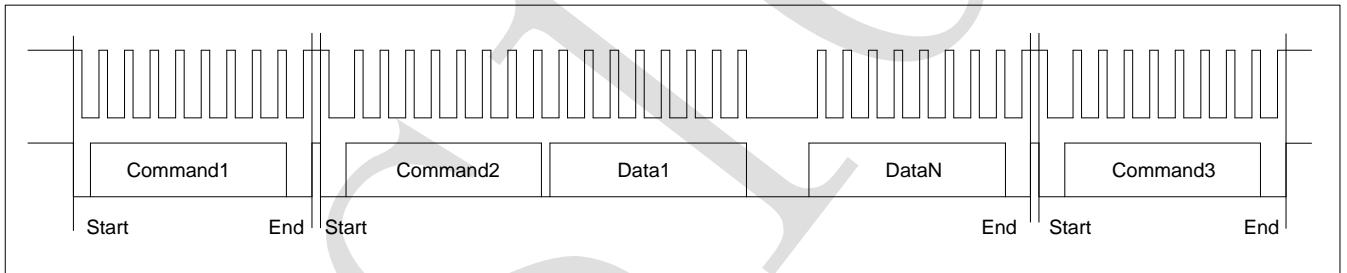 Command1 Command2 Data1 DataN Command3
Start End Start End Start End